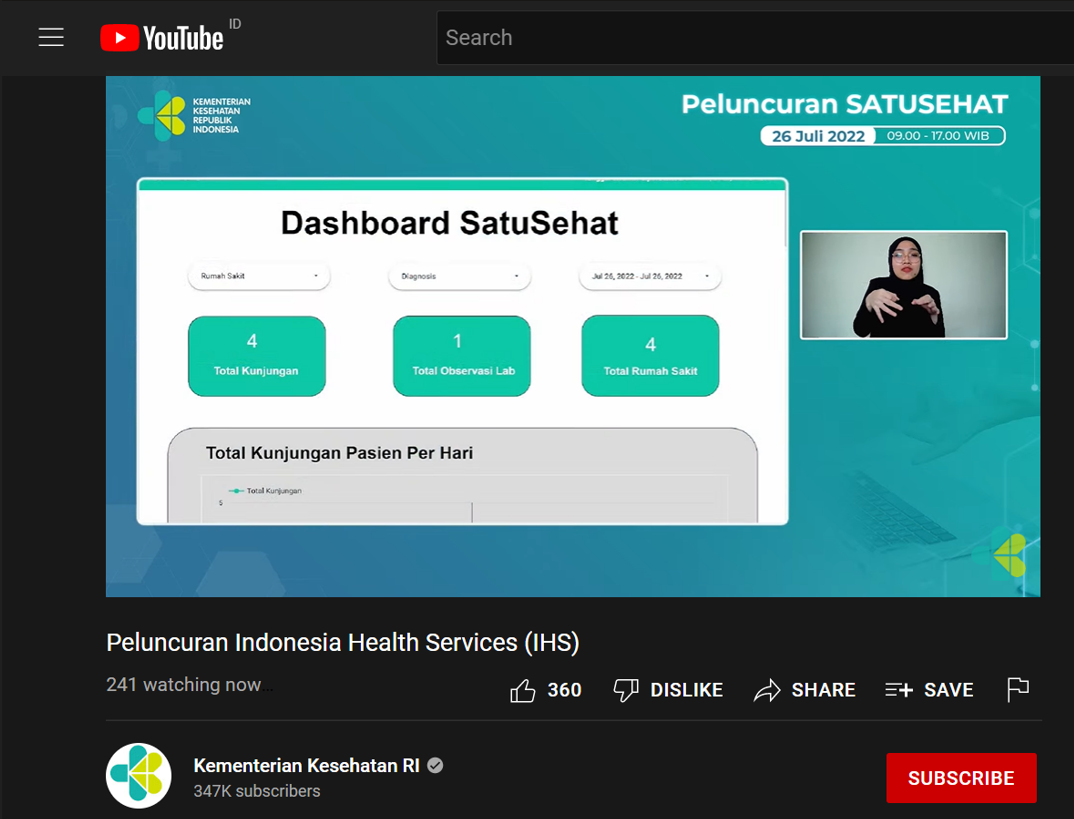 YouTube ID
Search
KEMENTERIAN
KESEHATAN
REPUBLIK
INDONESIA
Peluncuran SATUSEHAT
26 Juli 2022 09.00 - 17.00 WIB
Dashboard SatuSehat
Rumah Sakit
Diagnosis
Jul 26, 2022 - Jul 26, 2022
4
Total Kunjungan
1
Total Observasi Lab
4
Total Rumah Sakit
Total Kunjungan Pasien Per Hari
Total Kunjungan
5
Peluncuran Indonesia Health Services (IHS)
241 watching now
360
DISLIKE
SHARE
SAVE
Kementerian Kesehatan RI
347K subscribers
SUBSCRIBE